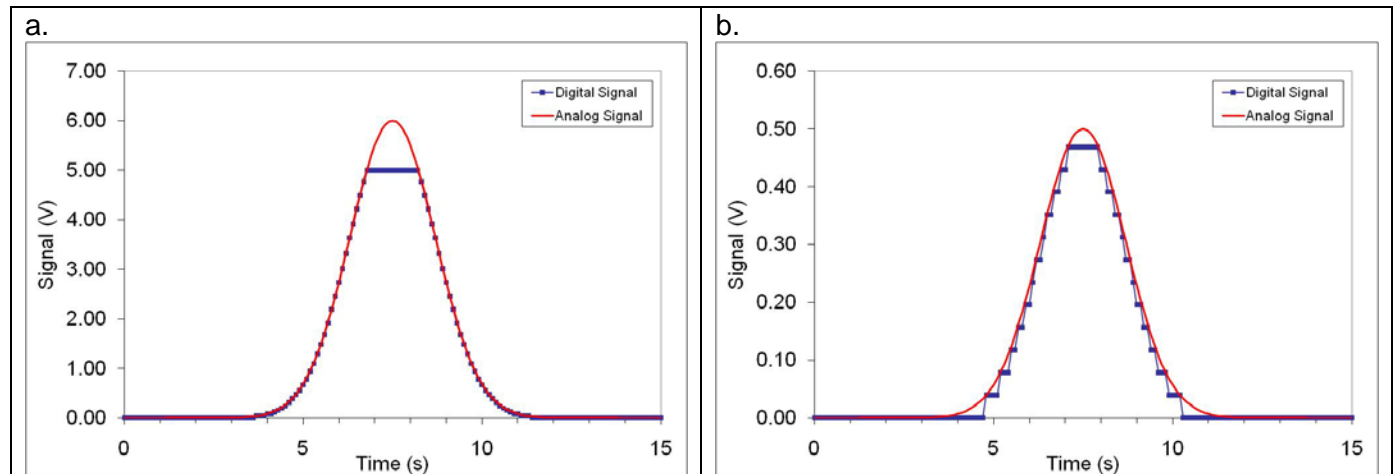 a.
7.00
6.00
5.00
4.00
3.00
2.00
1.00
0.00
Signal (V)
Digital Signal
Analog Signal
0
5
10
15
Time (s)
b.
0.60
0.50
0.40
0.30
0.20
0.10
0.00
Signal (V)
Digital Signal
Analog Signal
0
5
10
15
Time (s)